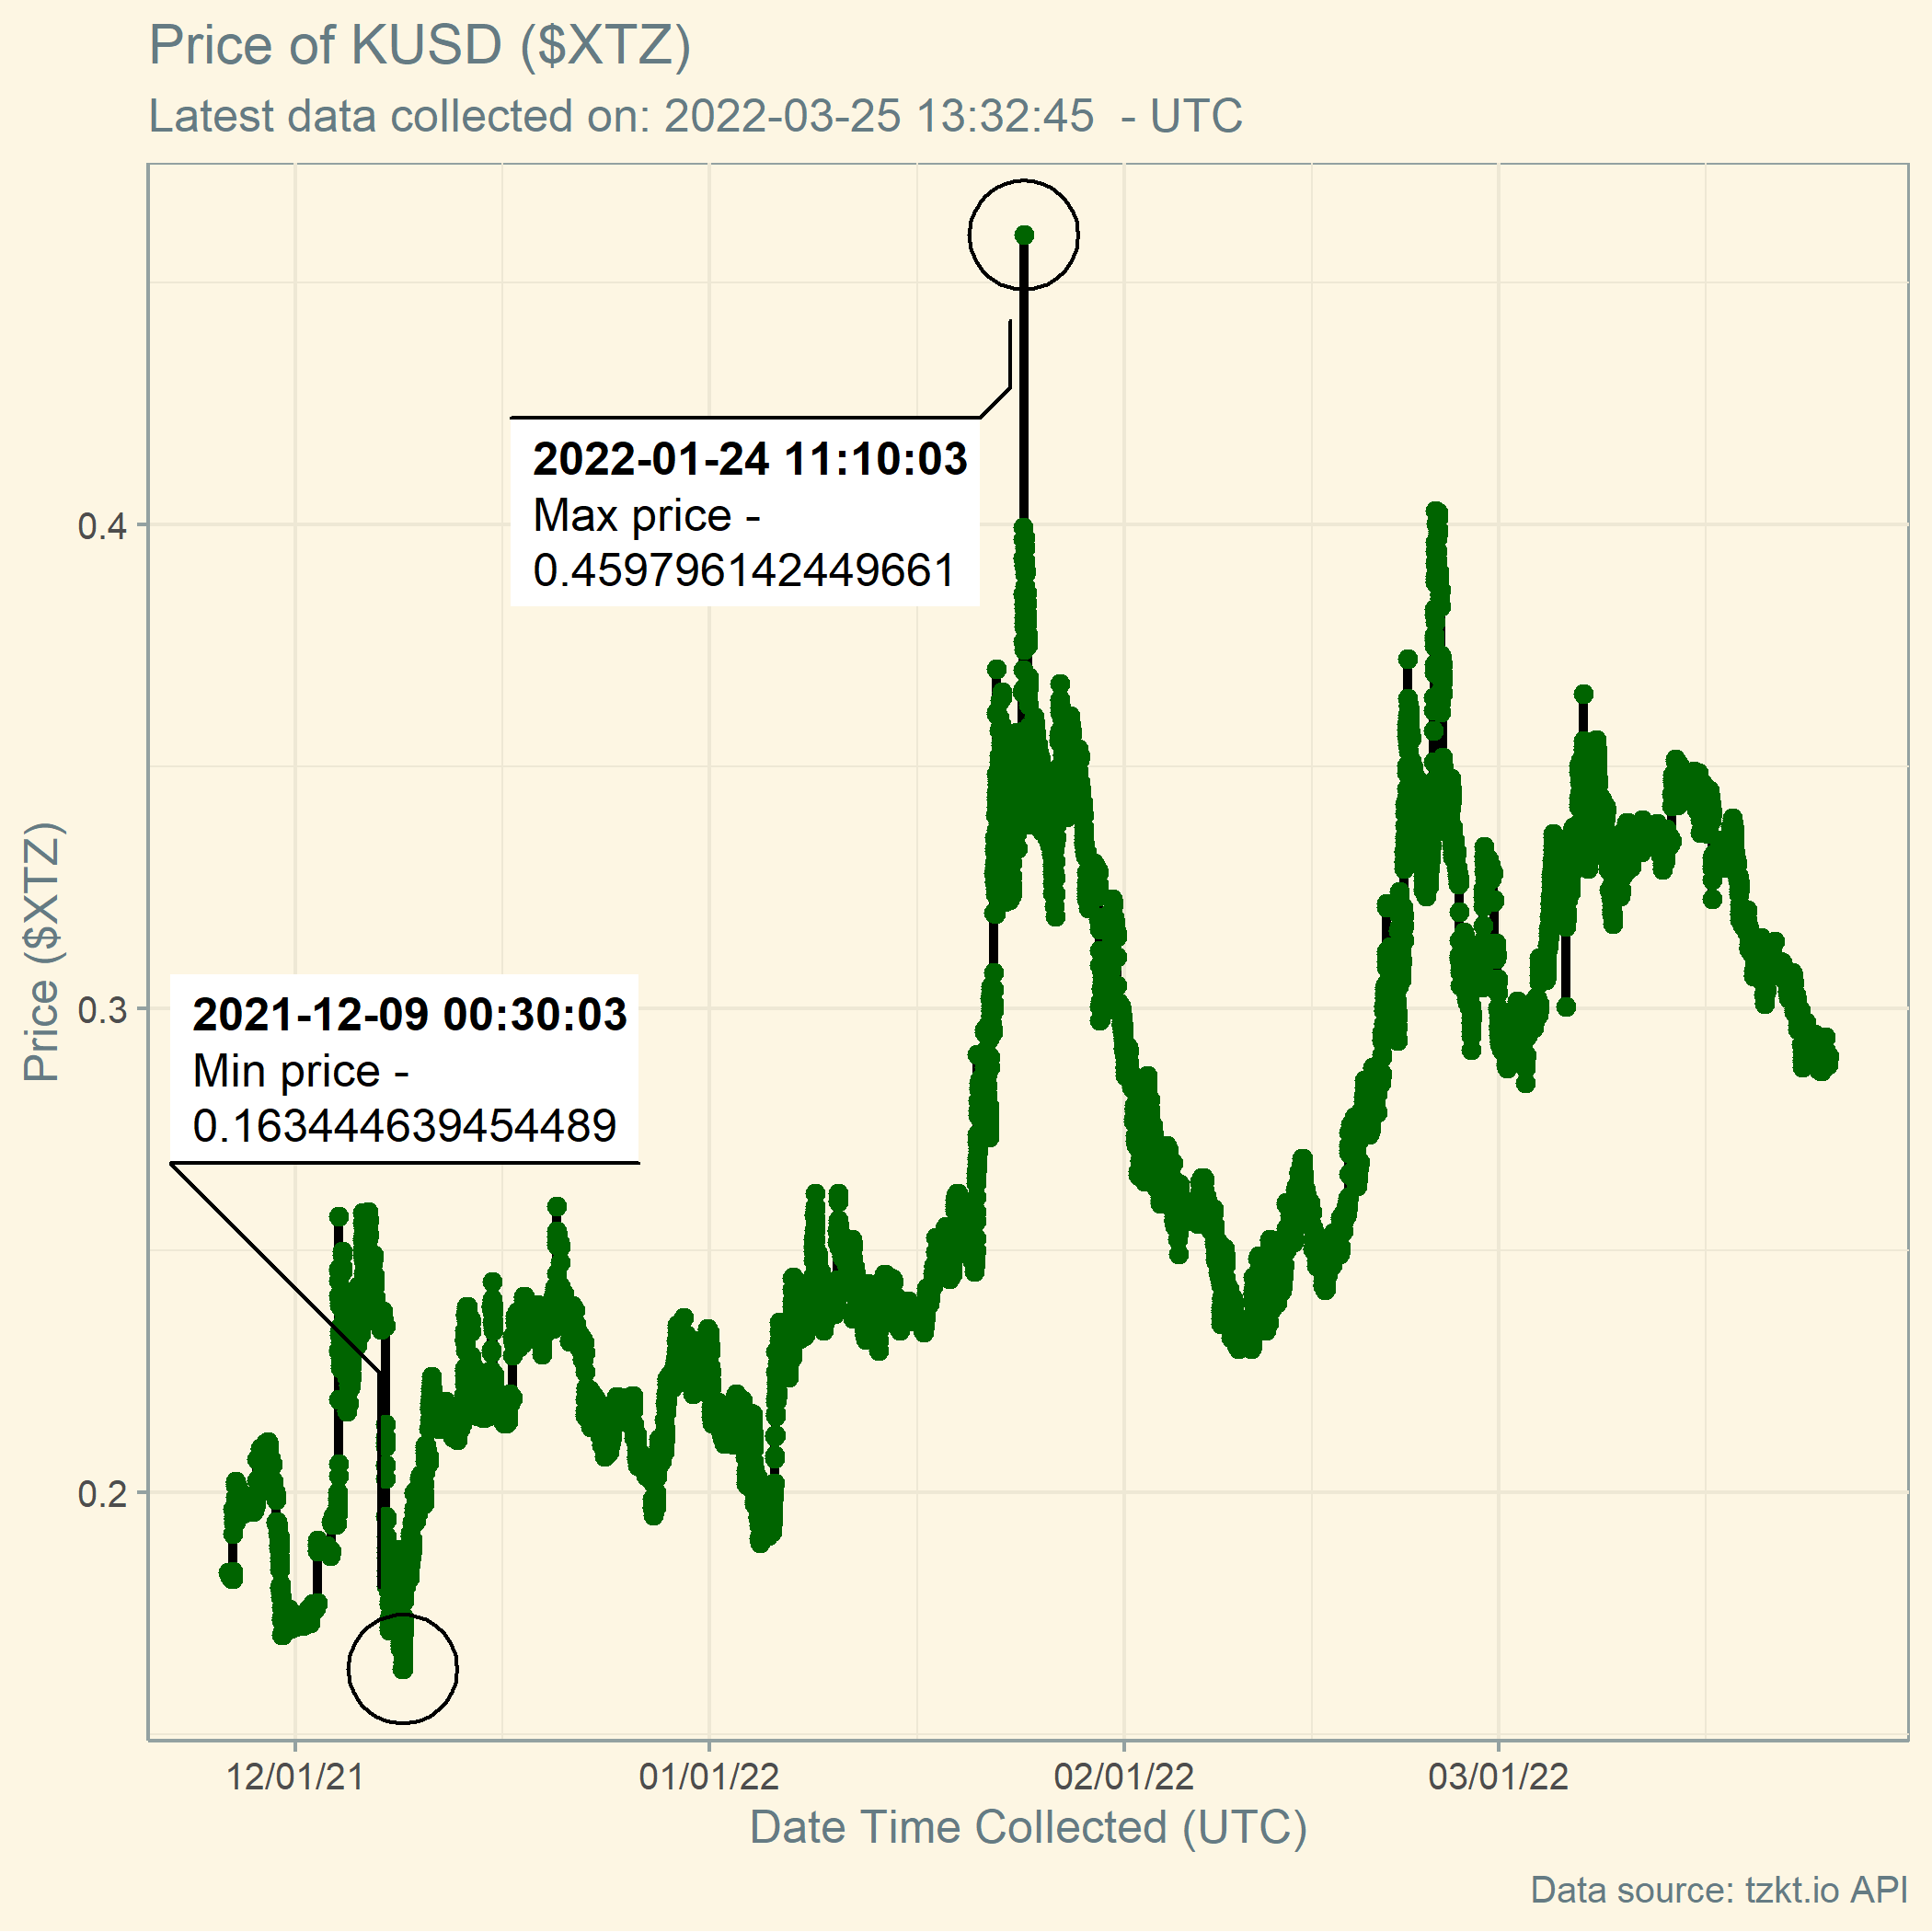 Price of KUSD ($XTZ)
Latest data collected on: 2022-03-25 13:32:45  - UTC
2022-01-24 11:10:03
Max price -
0.459796142449661
0.4
0.3
0.2
Price ($XTZ)
2021-12-09 00:30:03
Min price -
0.163444639454489
12/01/21
01/01/22
02/01/22
03/01/22
Date Time Collected (UTC)
Data source: tzkt.io API